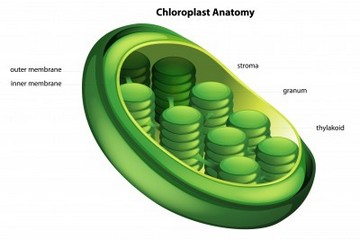 Chloroplast Anatomy
outer membrane
inner membrane
stroma
granum
thylakoid